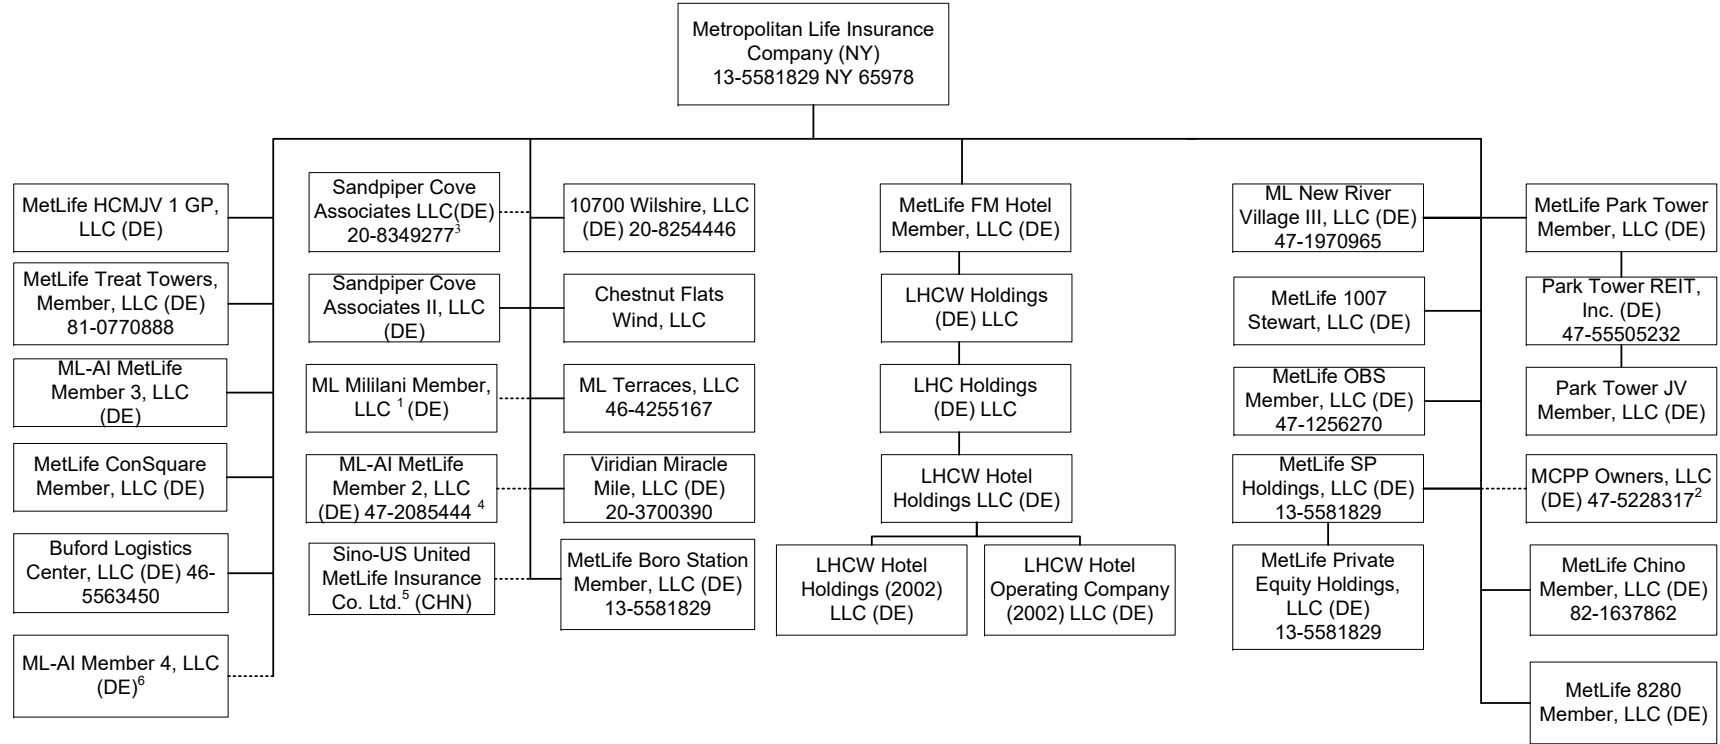 Metropolitan Life Insurance
Company (NY)
13-5581829 NY 65978
MetLife HCMJV 1 GP,
LLC (DE)
MetLife Treat Towers,
Member, LLC (DE)
81-0770888
ML-AI MetLife
Member 3, LLC
(DE)
MetLife ConSquare
Member, LLC (DE)
Buford Logistics
Center, LLC (DE) 46-
5563450
ML-AI Member 4, LLC
(DE)6
Sandpiper Cove
Associates LLC(DE)
20-83492773
Sandpiper Cove
Associates II, LLC
(DE)
ML Mililani Member,
LLC 1 (DE)
ML-AI MetLife
Member 2, LLC
(DE) 47-2085444 4
Sino-US United
MetLife Insurance
Co. Ltd.5 (CHN)
10700 Wilshire, LLC
(DE) 20-8254446
Chestnut Flats
Wind, LLC
ML Terraces, LLC
46-4255167
Viridian Miracle
Mile, LLC (DE)
20-3700390
MetLife Boro Station
Member, LLC (DE)
13-5581829
MetLife FM Hotel
Member, LLC (DE)
LHCW Holdings
(DE) LLC
LHC Holdings
(DE) LLC
LHCW Hotel
Holdings LLC (DE)
LHCW Hotel
Holdings (2002)
LLC (DE)
LHCW Hotel
Operating Company
(2002) LLC (DE)
ML New River
Village III, LLC (DE)
47-1970965
MetLife 1007
Stewart, LLC (DE)
MetLife OBS
Member, LLC (DE)
47-1256270
MetLife SP
Holdings, LLC (DE)
13-5581829
MetLife Private
Equity Holdings,
LLC (DE)
13-5581829
MetLife Park Tower
Member, LLC (DE)
Park Tower REIT,
Inc. (DE)
47-55505232
Park Tower JV
Member, LLC (DE)
MCPP Owners, LLC
(DE) 47-52283172
MetLife Chino
Member, LLC (DE)
82-1637862
MetLife 8280
Member, LLC (DE)